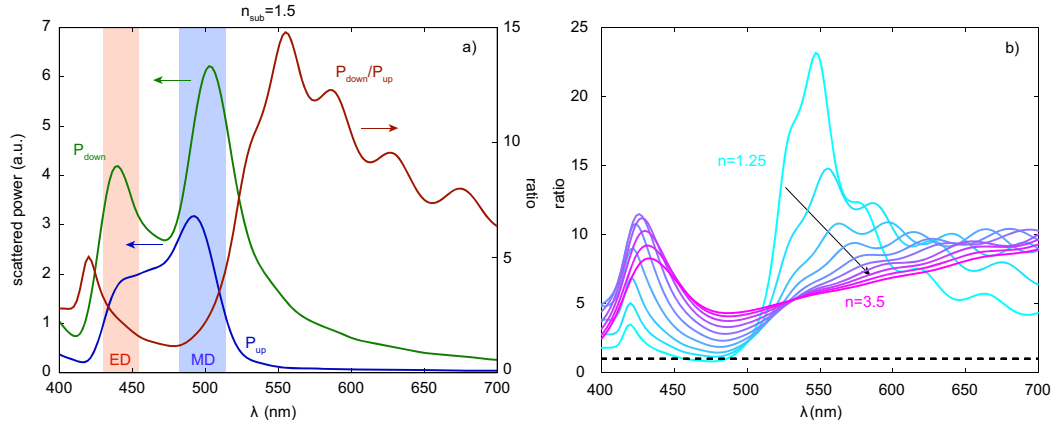 n_sub=1.5
a)
scattered power (a.u.)
7
6
5
4
3
2
1
0
15
10
5
0
ratio
P_down
P_up
P_down/P_up
ED
MD
400
450
500
550
600
650
700
λ (nm)
b)
ratio
25
20
15
10
5
0
n=1.25
n=3.5
400
450
500
550
600
650
700
λ (nm)